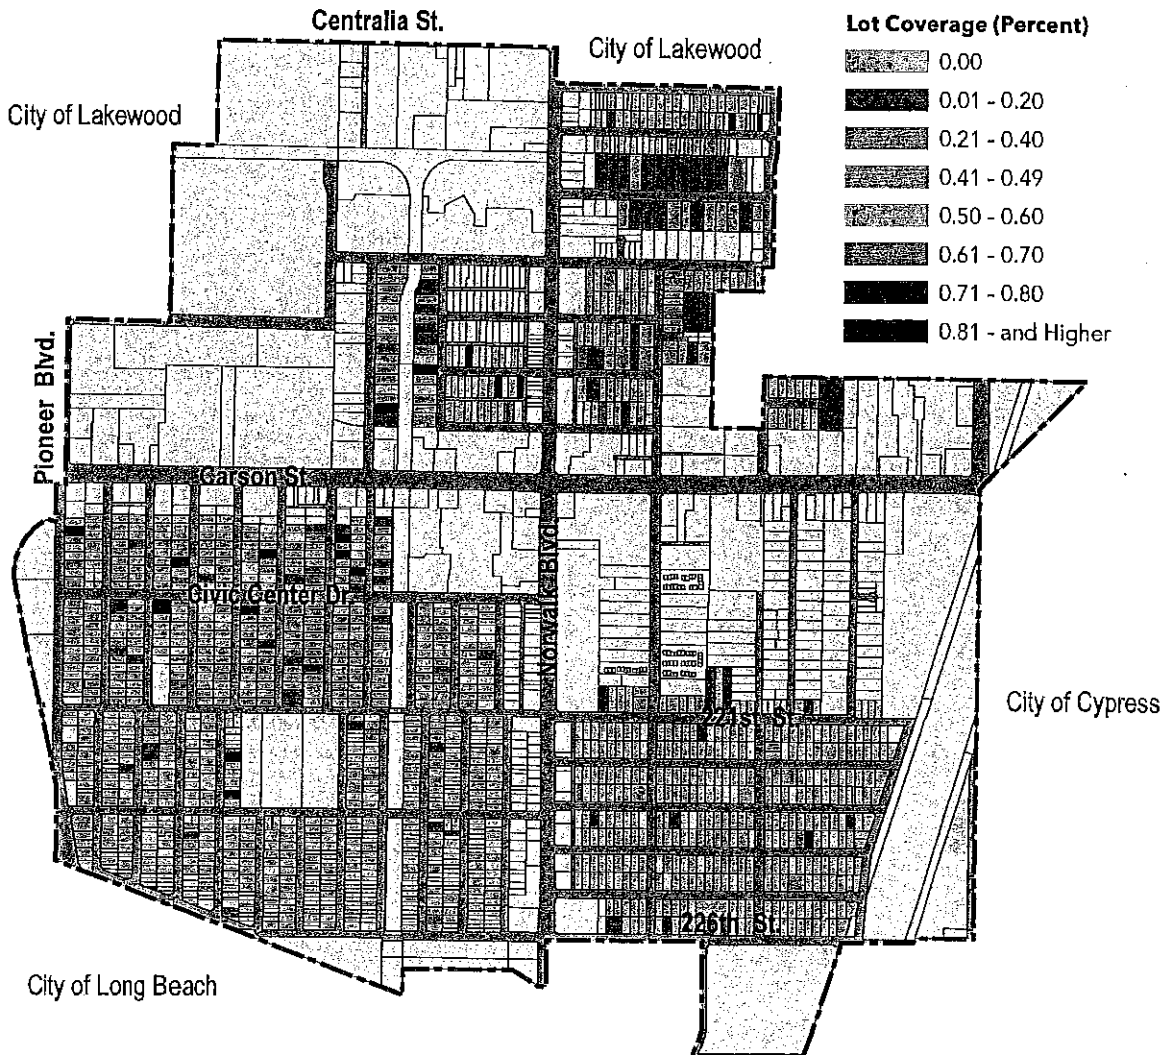 Centralia St.
City of Lakewood
Lot Coverage (Percent)
0.00
0.01 - 0.20
0.21 - 0.40
0.41 - 0.49
0.50 - 0.60
0.61 - 0.70
0.71 - 0.80
0.81 - and Higher
City of Lakewood
Pioneer Blvd.
Carson St.
Norwalk Blvd.
Civic Center Dr.
221st St.
City of Cypress
226th St.
City of Long Beach